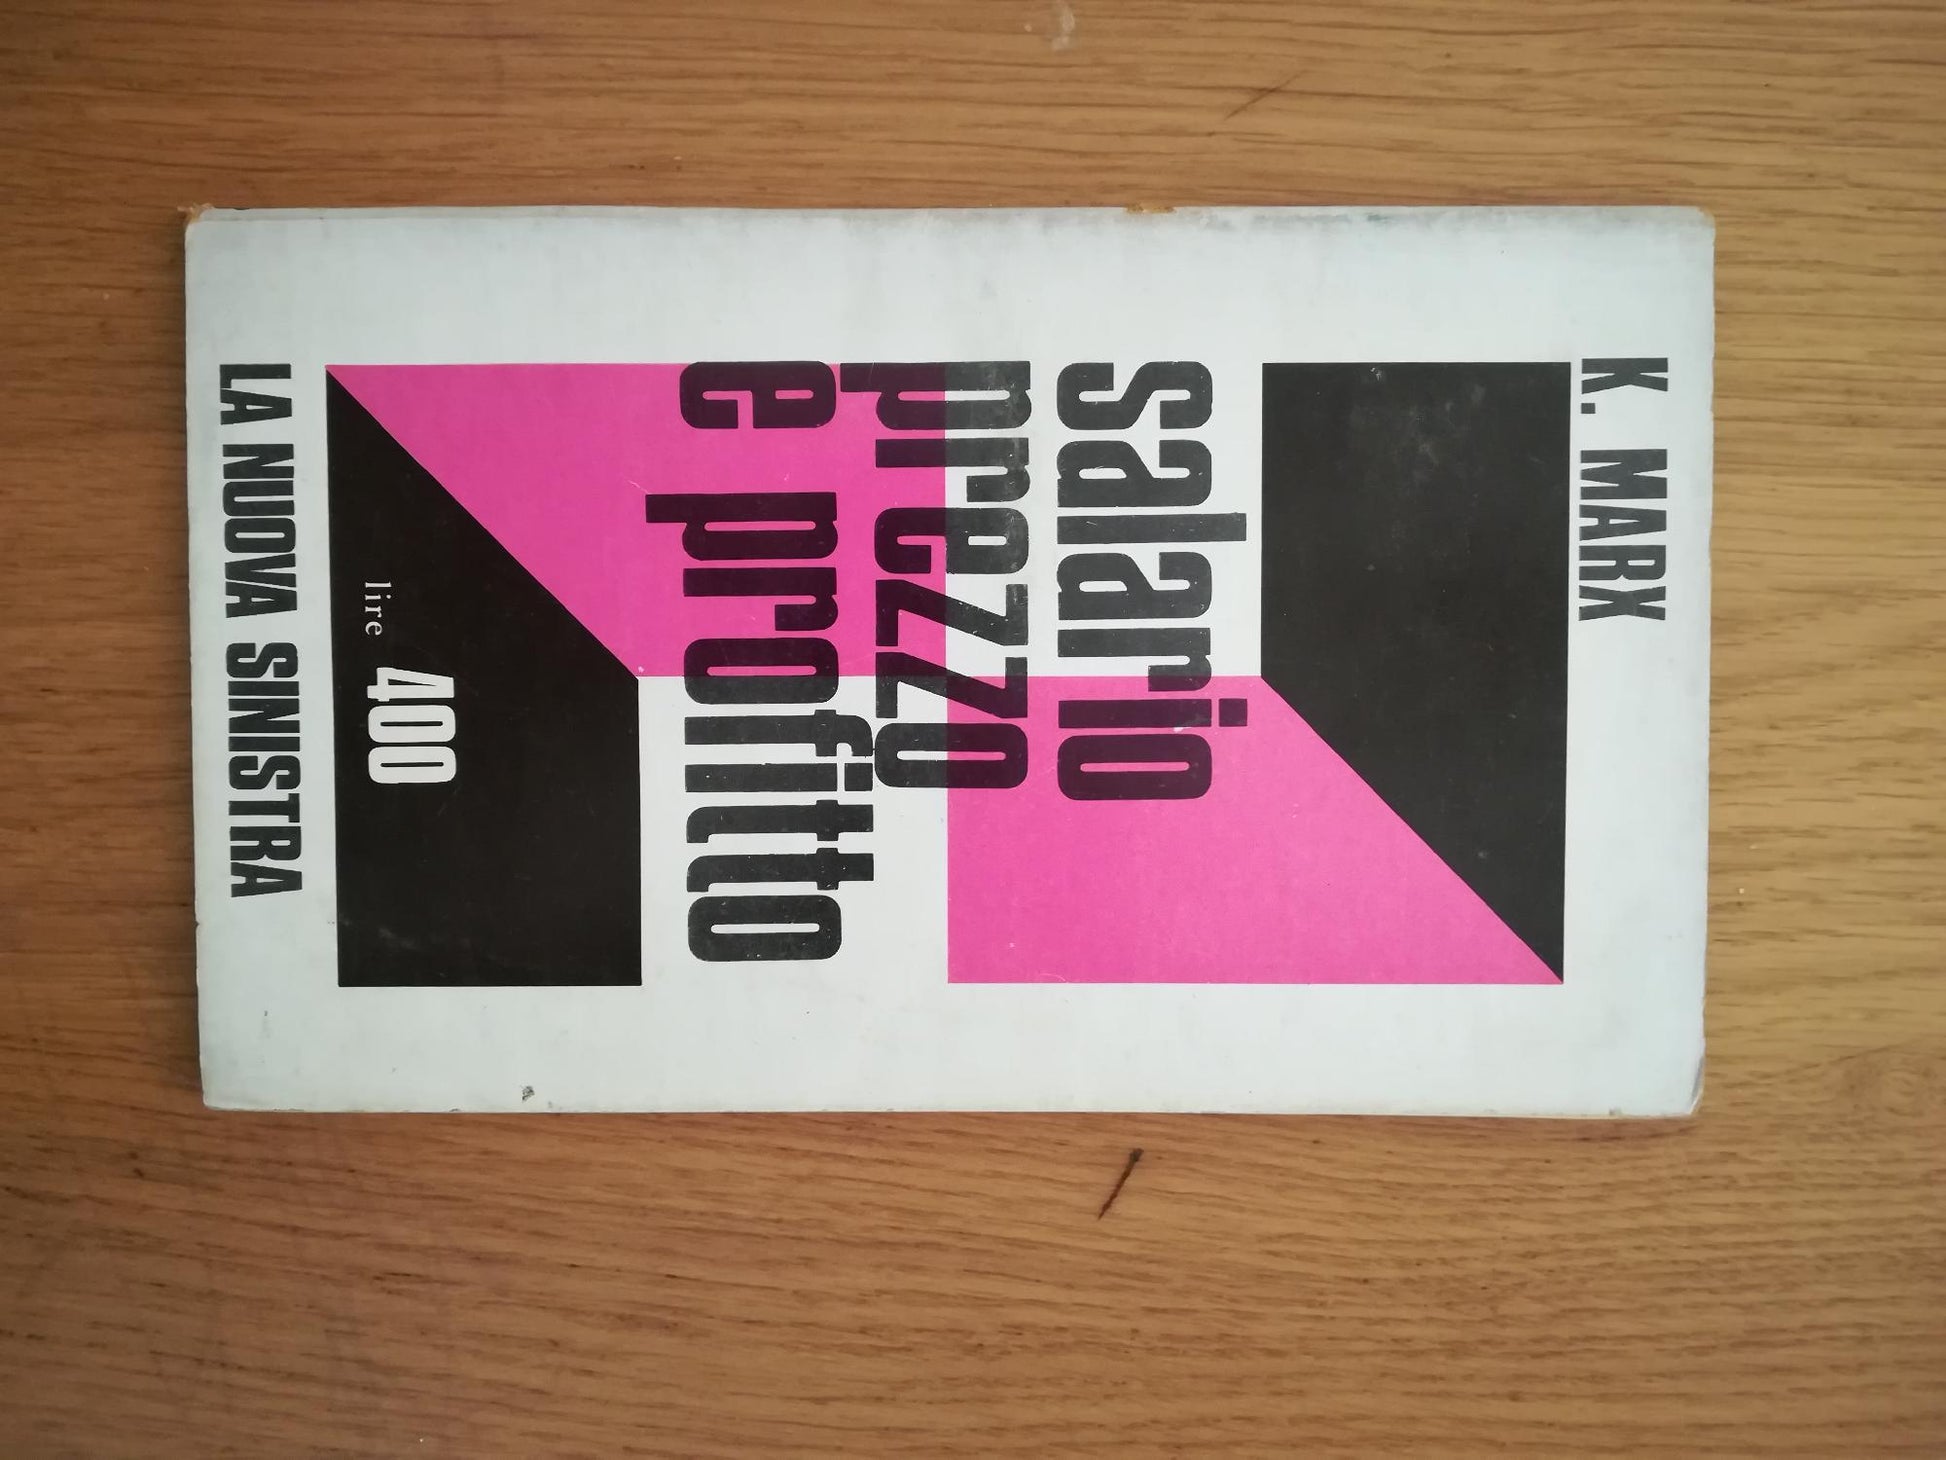 K. MARX
salario
prezzo
e profitto
lire 400
LA NUOVA SINISTRA